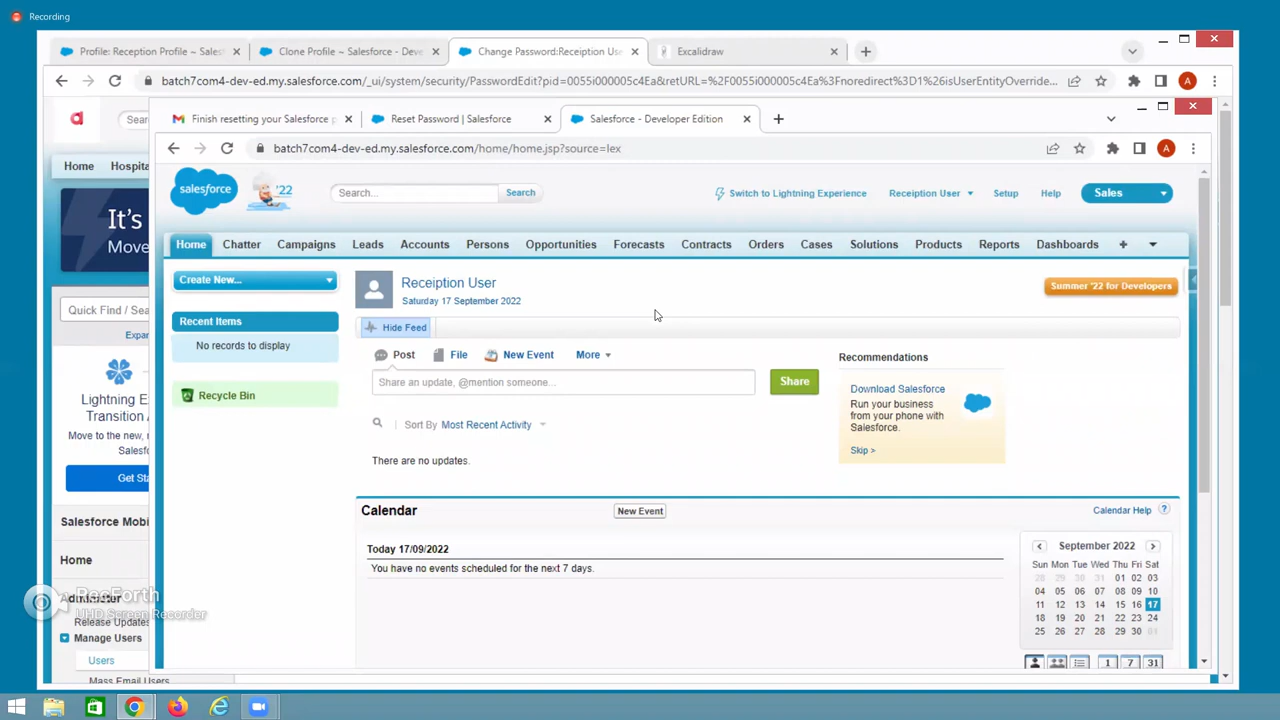 Recording
Profile: Reception Profile ~ Sales
Clone Profile ~ Salesforce - Deve
Change Password:Receiption Use
Excalidraw
batch7com4-dev-ed.my.salesforce.com/_ui/system/security/PasswordEdit?pid=0055i000005c4Ea&retURL=%2F0055i000005c4Ea%3Fnoredirect%3D1%26isUserEntityOverride...
A
Finish resetting your Salesforce p
Reset Password | Salesforce
Salesforce - Developer Edition
batch7com4-dev-ed.my.salesforce.com/home/home.jsp?source=lex
A
a
Sear
Home Hospita
It's
Move
Quick Find / Sea
Expan
Lightning E
Transition A
Move to the new, r
Salesfo
Get Sta
Salesforce Mobi
Home
Administer
Release Updates
Manage Users
Users
Mass Email Users
RecForth
UHD Screen Recorder
salesforce
'22
Search...
Search
Switch to Lightning Experience
Receiption User
Setup
Help
Sales
Home Chatter Campaigns Leads Accounts Persons Opportunities Forecasts Contracts Orders Cases Solutions Products Reports Dashboards +
Create New...
Recent Items
No records to display
Recycle Bin
Receiption User
Saturday 17 September 2022
Summer '22 for Developers
Hide Feed
Post File New Event More
Share an update, @mention someone...
Share
Sort By Most Recent Activity
There are no updates.
Recommendations
Download Salesforce
Run your business
from your phone with
Salesforce.
Skip >
Calendar
New Event
Calendar Help ?
Today 17/09/2022
You have no events scheduled for the next 7 days.
September 2022
Sun Mon Tue Wed Thu Fri Sat
28 29 30 31 01 02 03
04 05 06 07 08 09 10
11 12 13 14 15 16 17
18 19 20 21 22 23 24
25 26 27 28 29 30 01
1 7 31